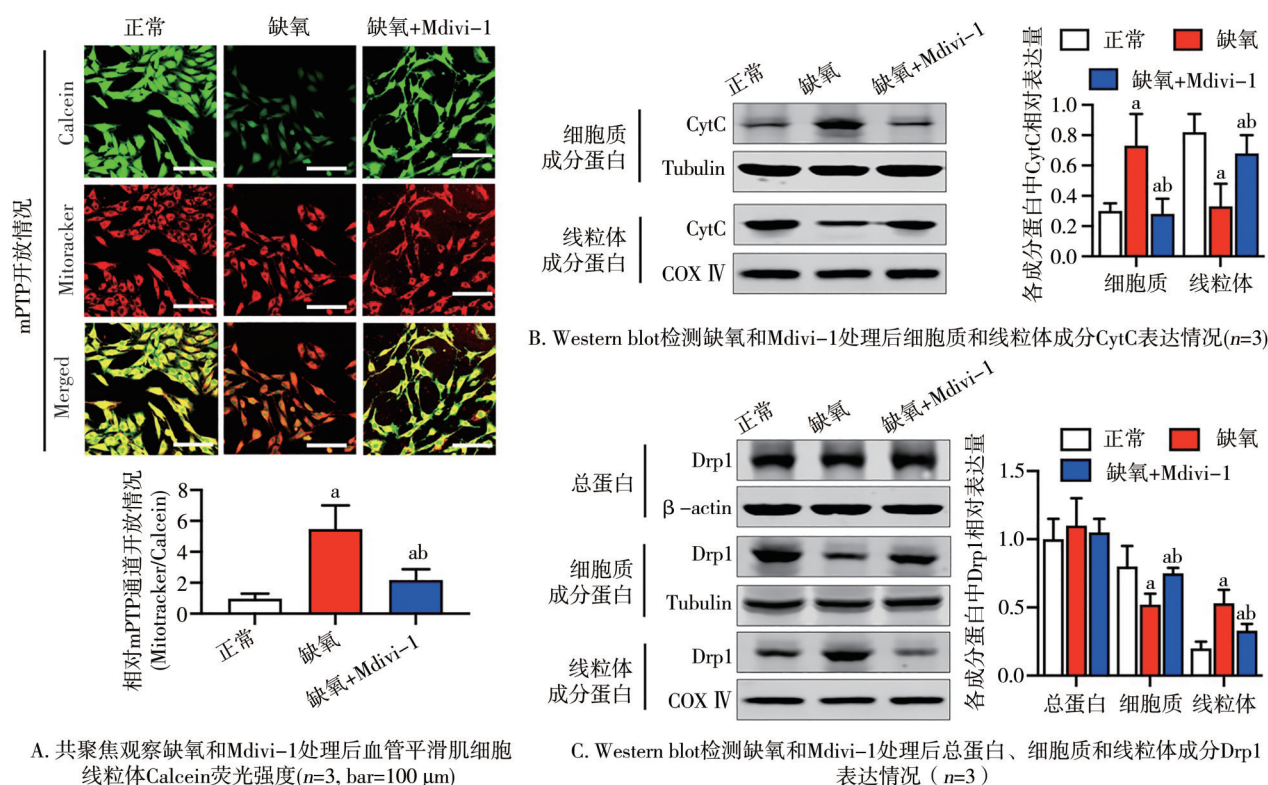 正常
缺氧
缺氧+Mdivi-1
mPTP开放情况
Calcein
Mitoracker
Merged
相对mPTP通道开放情况
(Mitotracker/Calcein)
8
6
4
2
0
a
ab
正常
缺氧
缺氧+Mdivi-1
A. 共聚焦观察缺氧和Mdivi-1处理后血管平滑肌细胞
线粒体Calcein荧光强度(n=3, bar=100 μm)
正常
缺氧
缺氧+Mdivi-1
细胞质
成分蛋白
CytC
Tubulin
线粒体
成分蛋白
CytC
COX Ⅳ
各成分蛋白中CytC相对表达量
正常
缺氧
缺氧+Mdivi-1
1.0
0.8
0.6
0.4
0.2
0.0
a
ab
a
ab
细胞质
线粒体
B. Western blot检测缺氧和Mdivi-1处理后细胞质和线粒体成分CytC表达情况(n=3)
正常
缺氧
缺氧+Mdivi-1
总蛋白
Drp1
β-actin
细胞质
成分蛋白
Drp1
Tubulin
线粒体
成分蛋白
Drp1
COX Ⅳ
各成分蛋白中Drp1相对表达量
正常
缺氧
缺氧+Mdivi-1
1.5
1.0
0.5
0.0
a
ab
a
ab
总蛋白
细胞质
线粒体
C. Western blot检测缺氧和Mdivi-1处理后总蛋白、细胞质和线粒体成分Drp1
表达情况（n=3）